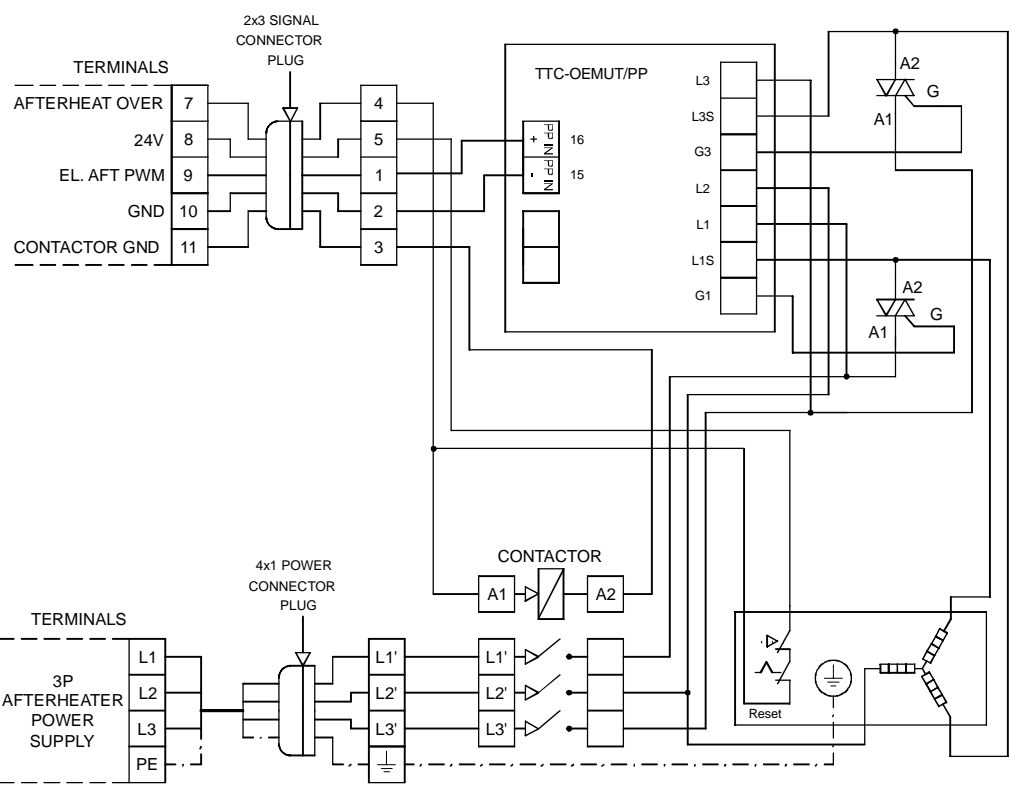 2x3 SIGNAL
CONNECTOR
PLUG
TERMINALS
AFTERHEAT OVER 7
24V 8
EL. AFT PWM 9
GND 10
CONTACTOR GND 11
4
5
1
2
3
TTC-OEMUT/PP
+ PP IN 16
- PP IN 15
L3
L3S
G3
L2
L1
L1S
G1
A2
G
A1
A2
G
A1
CONTACTOR
A1
A2
4x1 POWER
CONNECTOR
PLUG
TERMINALS
3P
AFTERHEATER
POWER
SUPPLY
L1
L2
L3
PE
L1'
L2'
L3'
L1'
L2'
L3'
Reset